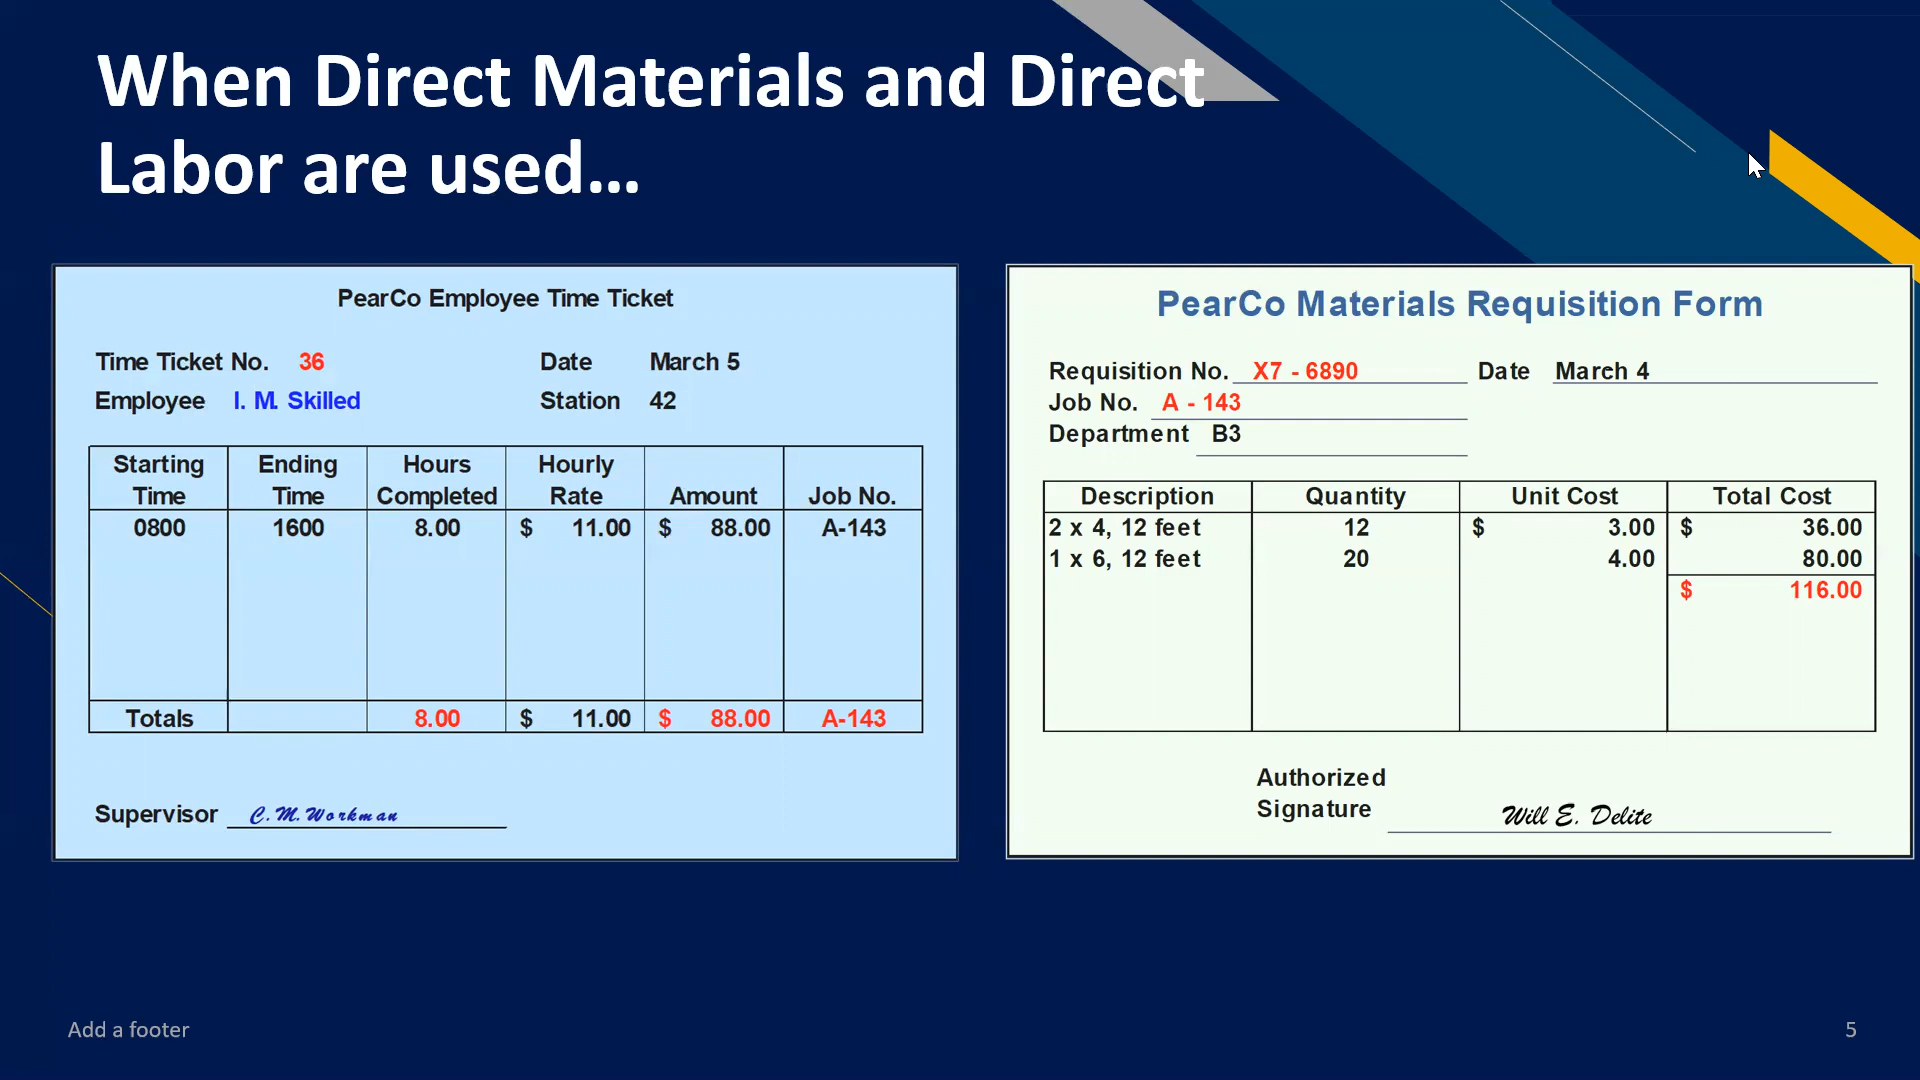 When Direct Materials and Direct
Labor are used...
PearCo Employee Time Ticket
Time Ticket No. 36 Date March 5
Employee I. M. Skilled Station 42
Starting Time Ending Time Hours Completed Hourly Rate Amount Job No.
0800 1600 8.00 $ 11.00 $ 88.00 A-143
Totals 8.00 $ 11.00 $ 88.00 A-143
Supervisor C. M. Workman
PearCo Materials Requisition Form
Requisition No. X7 - 6890 Date March 4
Job No. A - 143
Department B3
Description Quantity Unit Cost Total Cost
2 x 4, 12 feet 12 $ 3.00 $ 36.00
1 x 6, 12 feet 20 4.00 80.00
$ 116.00
Authorized
Signature Will E. Delite
Add a footer 5